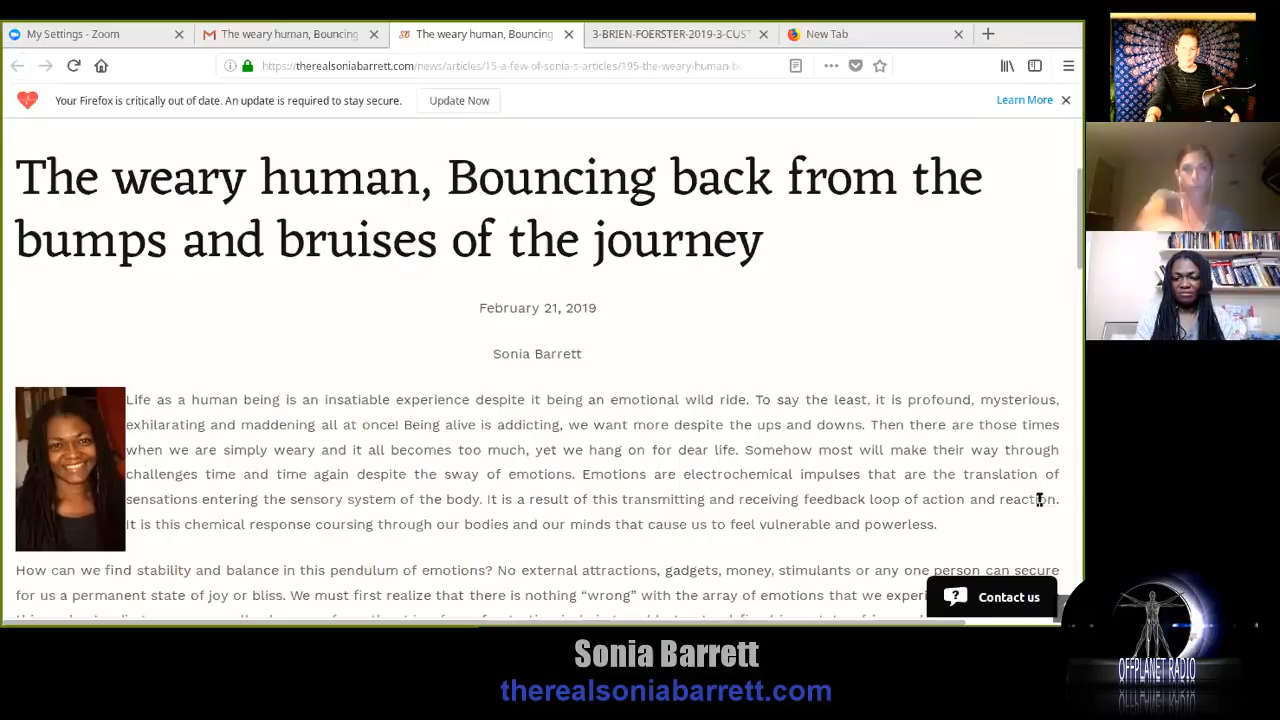 My Settings - Zoom
The weary human, Bouncing
The weary human, Bouncing
3-BRIEN-FOERSTER-2019-3-CUST
New Tab
https://therealsoniabarrett.com/news/articles/15-a-few-of-sonia-s-articles/195-the-weary-human-b
Your Firefox is critically out of date. An update is required to stay secure.
Update Now
Learn More
The weary human, Bouncing back from the
bumps and bruises of the journey
February 21, 2019
Sonia Barrett
Life as a human being is an insatiable experience despite it being an emotional wild ride. To say the least, it is profound, mysterious,
exhilarating and maddening all at once! Being alive is addicting, we want more despite the ups and downs. Then there are those times
when we are simply weary and it all becomes too much, yet we hang on for dear life. Somehow most will make their way through
challenges time and time again despite the sway of emotions. Emotions are electrochemical impulses that are the translation of
sensations entering the sensory system of the body. It is a result of this transmitting and receiving feedback loop of action and reaction.
It is this chemical response coursing through our bodies and our minds that cause us to feel vulnerable and powerless.
How can we find stability and balance in this pendulum of emotions? No external attractions, gadgets, money, stimulants or any one person can secure
for us a permanent state of joy or bliss. We must first realize that there is nothing “wrong” with the array of emotions that we
Contact us
Sonia Barrett
therealsoniabarrett.com
OFFPLANET RADIO